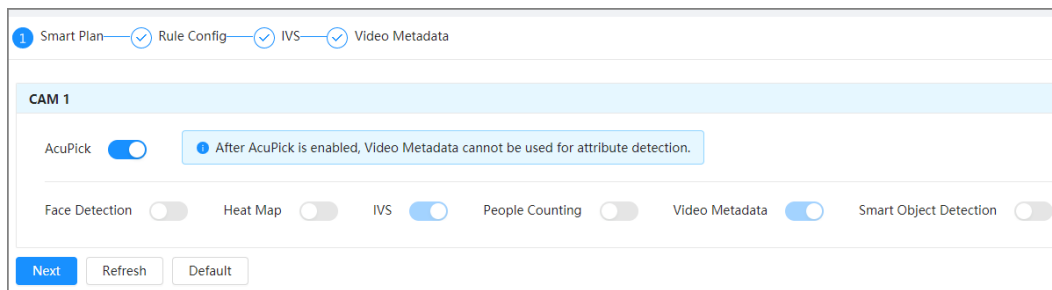 1 Smart Plan Rule Config IVS Video Metadata
CAM 1
AcuPick After AcuPick is enabled, Video Metadata cannot be used for attribute detection.
Face Detection Heat Map IVS People Counting Video Metadata Smart Object Detection
Next Refresh Default